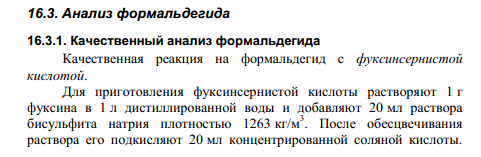 16.3. Анализ формальдегида
16.3.1. Качественный анализ формальдегида
Качественная реакция на формальдегид с фуксинсернистой
кислотой.
Для приготовления фуксинсернистой кислоты растворяют 1 г
фуксина в 1 л дистиллированной воды и добавляют 20 мл раствора
бисульфита натрия плотностью 1263 кг/м³. После обесцвечивания
раствора его подкисляют 20 мл концентрированной соляной кислоты.